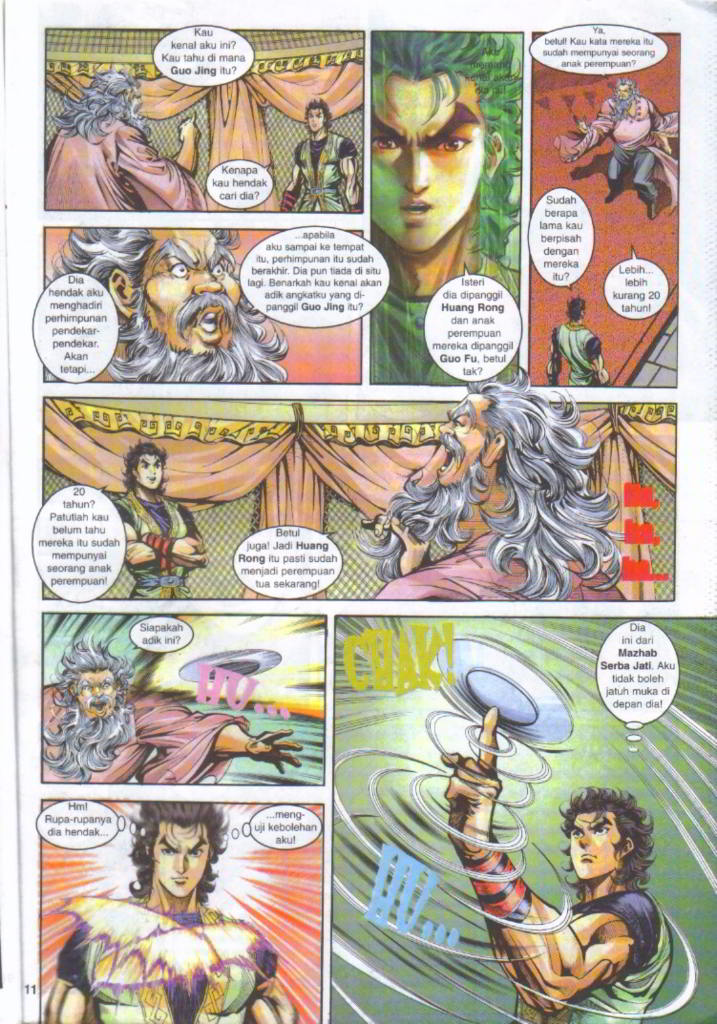 Kau
kenal aku ini?
Kau tahu di mana
Guo Jing itu?
Kenapa
kau hendak
cari dia?
Aku
memang
kenal akan
dia itu!
Isteri
dia dipanggil
Huang Rong
dan anak
perempuan
mereka dipanggil
Guo Fu, betul
tak?
Ya,
betul! Kau kata mereka itu
sudah mempunyai seorang
anak perempuan?
Sudah
berapa
lama kau
berpisah
dengan
mereka
itu?
Lebih...
lebih
kurang 20
tahun!
Dia
hendak aku
menghadiri
perhimpunan
pendekar-
pendekar.
Akan
tetapi...
...apabila
aku sampai ke tempat
itu, perhimpunan itu sudah
berakhir. Dia pun tiada di situ
lagi. Benarkah kau kenal akan
adik angkatku yang di-
panggil Guo Jing itu?
20
tahun?
Patutlah kau
belum tahu
mereka itu sudah
mempunyai
seorang anak
perempuan!
Betul
juga! Jadi Huang
Rong itu pasti sudah
menjadi perempuan
tua sekarang!
Siapakah
adik ini?
HU...
CHAK!
Dia
ini dari
Mazhab
Serba Jati. Aku
tidak boleh
jatuh muka di
depan dia!
HU...
Hm!
Rupa-rupanya
dia hendak...
...meng-
uji kebolehan
aku!
11